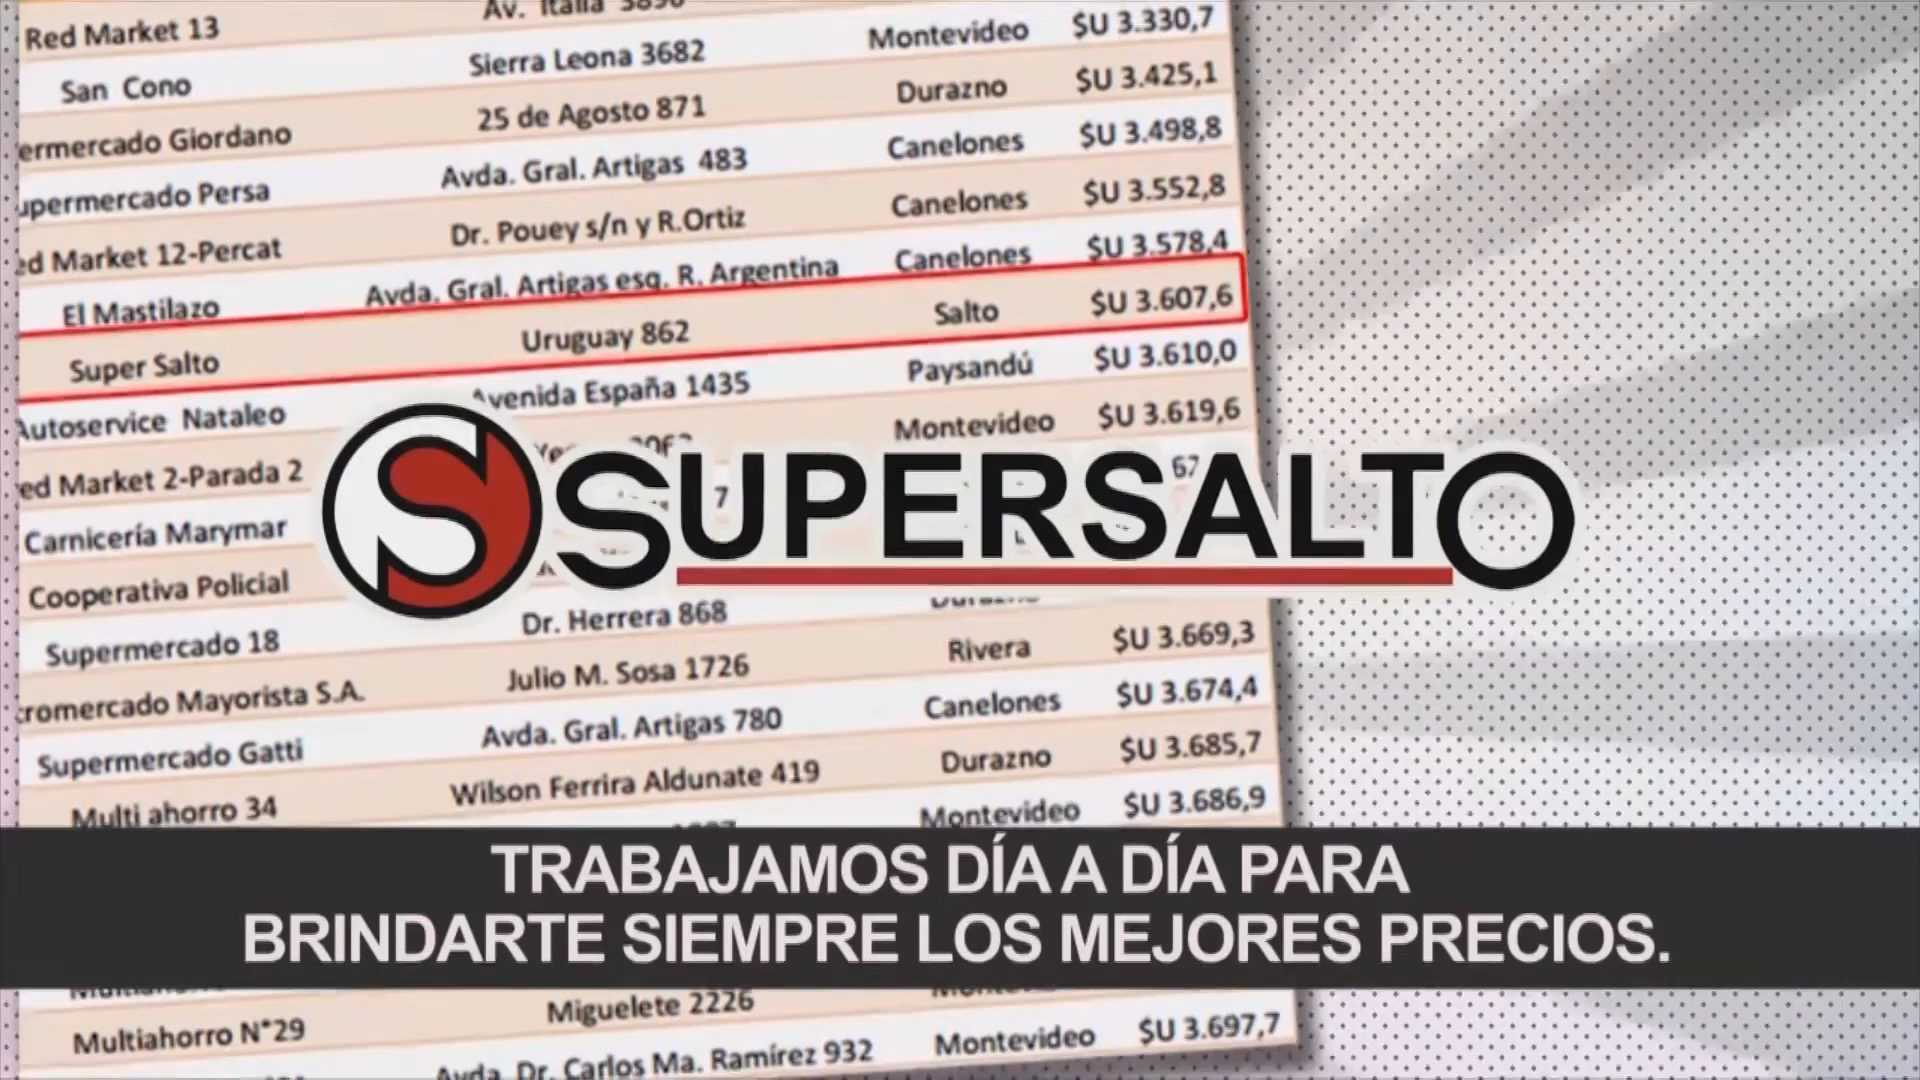 Red Market 13 Av. Italia
San Cono Sierra Leona 3682 Montevideo $U 3.330,7
ermercado Giordano 25 de Agosto 871 Durazno $U 3.425,1
upermercado Persa Avda. Gral. Artigas 483 Canelones $U 3.498,8
ed Market 12-Percat Dr. Pouey s/n y R.Ortiz Canelones $U 3.552,8
El Mastilazo Avda. Gral. Artigas esq. R. Argentina Canelones $U 3.578,4
Super Salto Uruguay 862 Salto $U 3.607,6
Autoservice Nataleo Avenida España 1435 Paysandú $U 3.610,0
ed Market 2-Parada 2 Montevideo $U 3.619,6
Carnicería Marymar
Cooperativa Policial
SUPERSALTO
Supermercado 18 Dr. Herrera 868
romercado Mayorista S.A. Julio M. Sosa 1726 Rivera $U 3.669,3
Supermercado Gatti Avda. Gral. Artigas 780 Canelones $U 3.674,4
Multi ahorro 34 Wilson Ferrira Aldunate 419 Durazno $U 3.685,7
Montevideo $U 3.686,9
TRABAJAMOS DÍA A DÍA PARA
BRINDARTE SIEMPRE LOS MEJORES PRECIOS.
Multiahorro N°29 Miguelete 2226
Avda. Dr. Carlos Ma. Ramírez 932 Montevideo $U 3.697,7